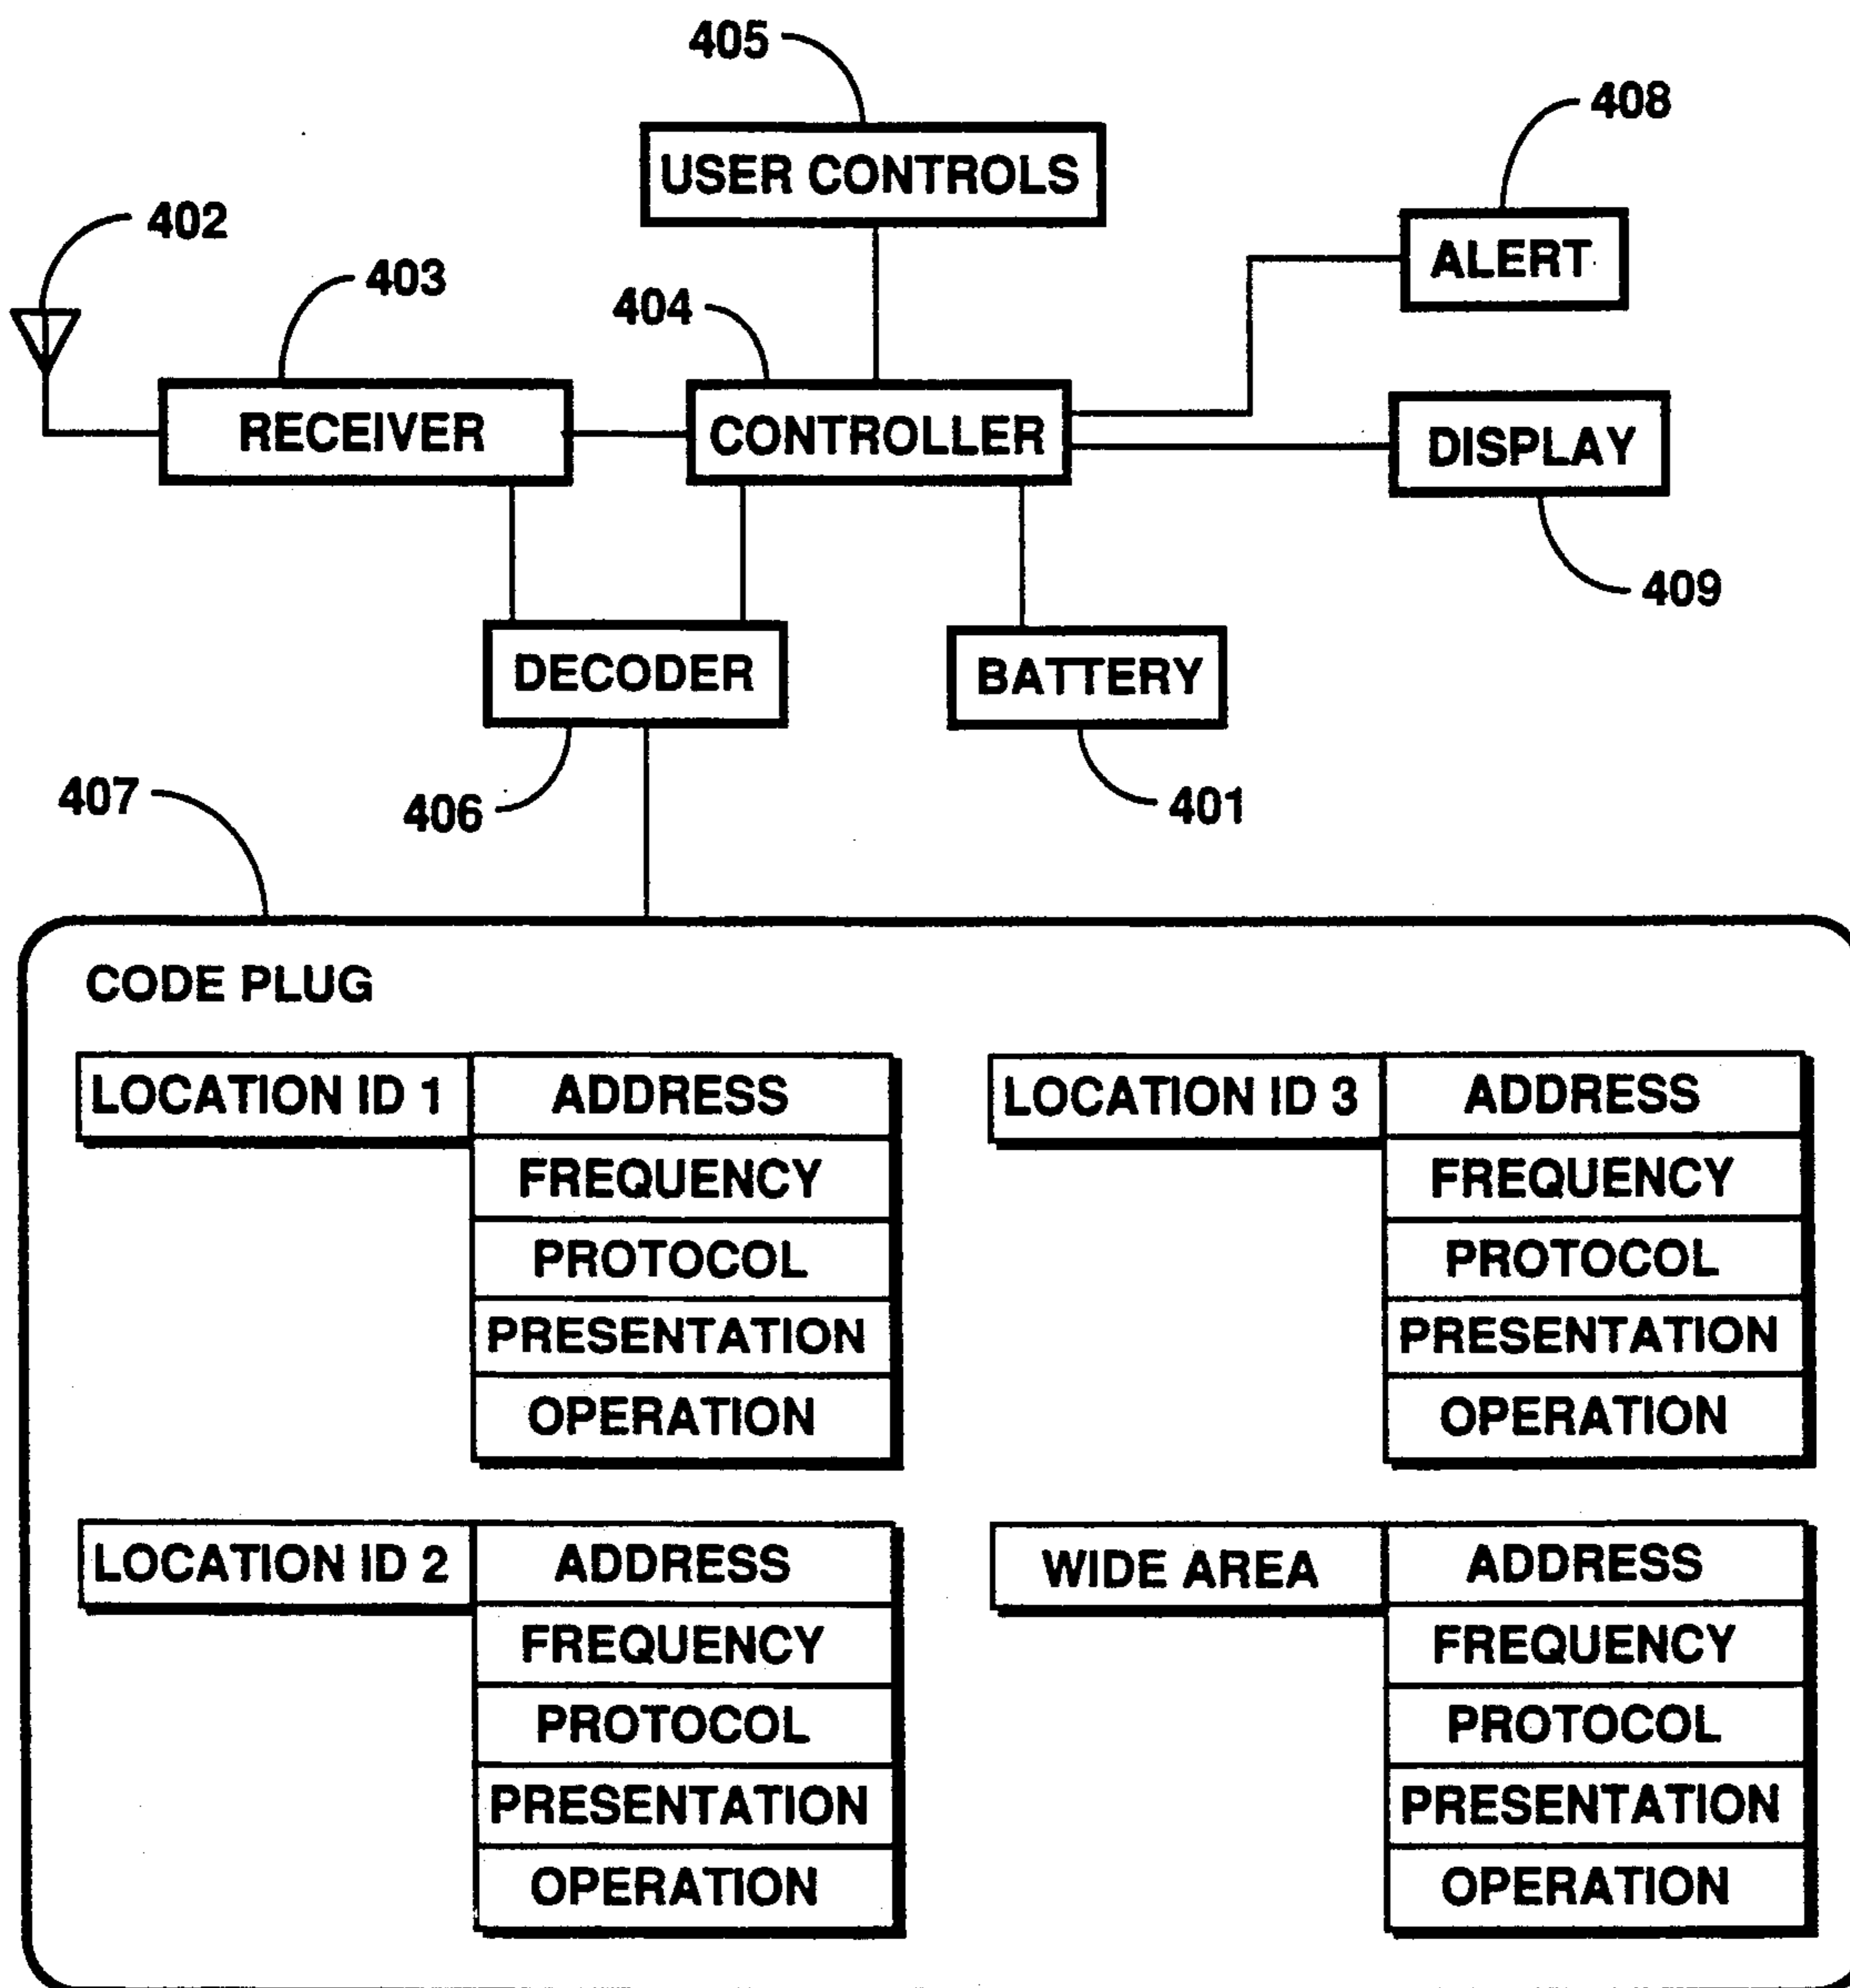 405
USER CONTROLS
408
ALERT
402
403
404
RECEIVER
CONTROLLER
DISPLAY
409
DECODER
BATTERY
407
406
401
CODE PLUG
LOCATION ID 1
ADDRESS
FREQUENCY
PROTOCOL
PRESENTATION
OPERATION
LOCATION ID 3
ADDRESS
FREQUENCY
PROTOCOL
PRESENTATION
OPERATION
LOCATION ID 2
ADDRESS
FREQUENCY
PROTOCOL
PRESENTATION
OPERATION
WIDE AREA
ADDRESS
FREQUENCY
PROTOCOL
PRESENTATION
OPERATION